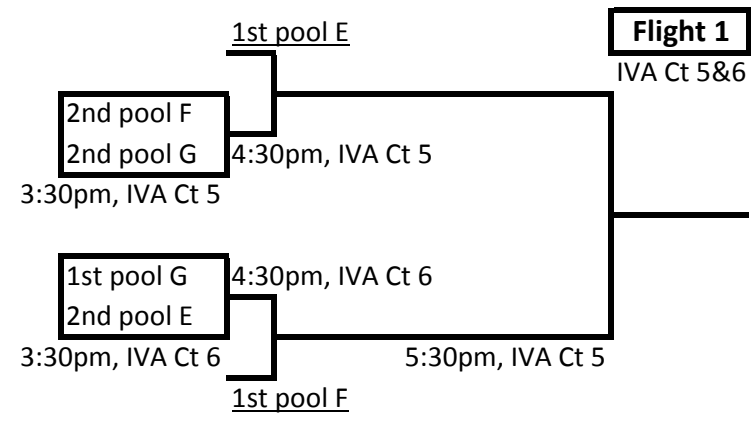 1st pool E
Flight 1
IVA Ct 5&6
2nd pool F
2nd pool G
4:30pm, IVA Ct 5
3:30pm, IVA Ct 5
1st pool G
4:30pm, IVA Ct 6
2nd pool E
3:30pm, IVA Ct 6
5:30pm, IVA Ct 5
1st pool F